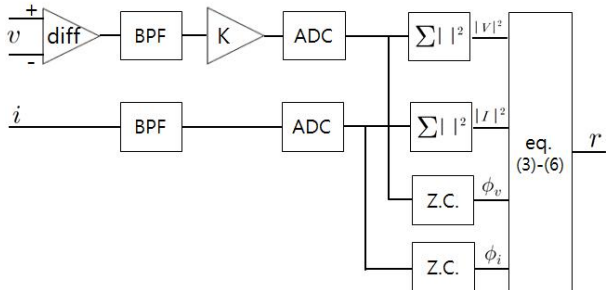 +
v
-
diff
BPF
K
ADC
∑| |²
|V|²
i
BPF
ADC
∑| |²
|I|²
eq.
(3)-(6)
r
Z.C.
ϕv
Z.C.
ϕi